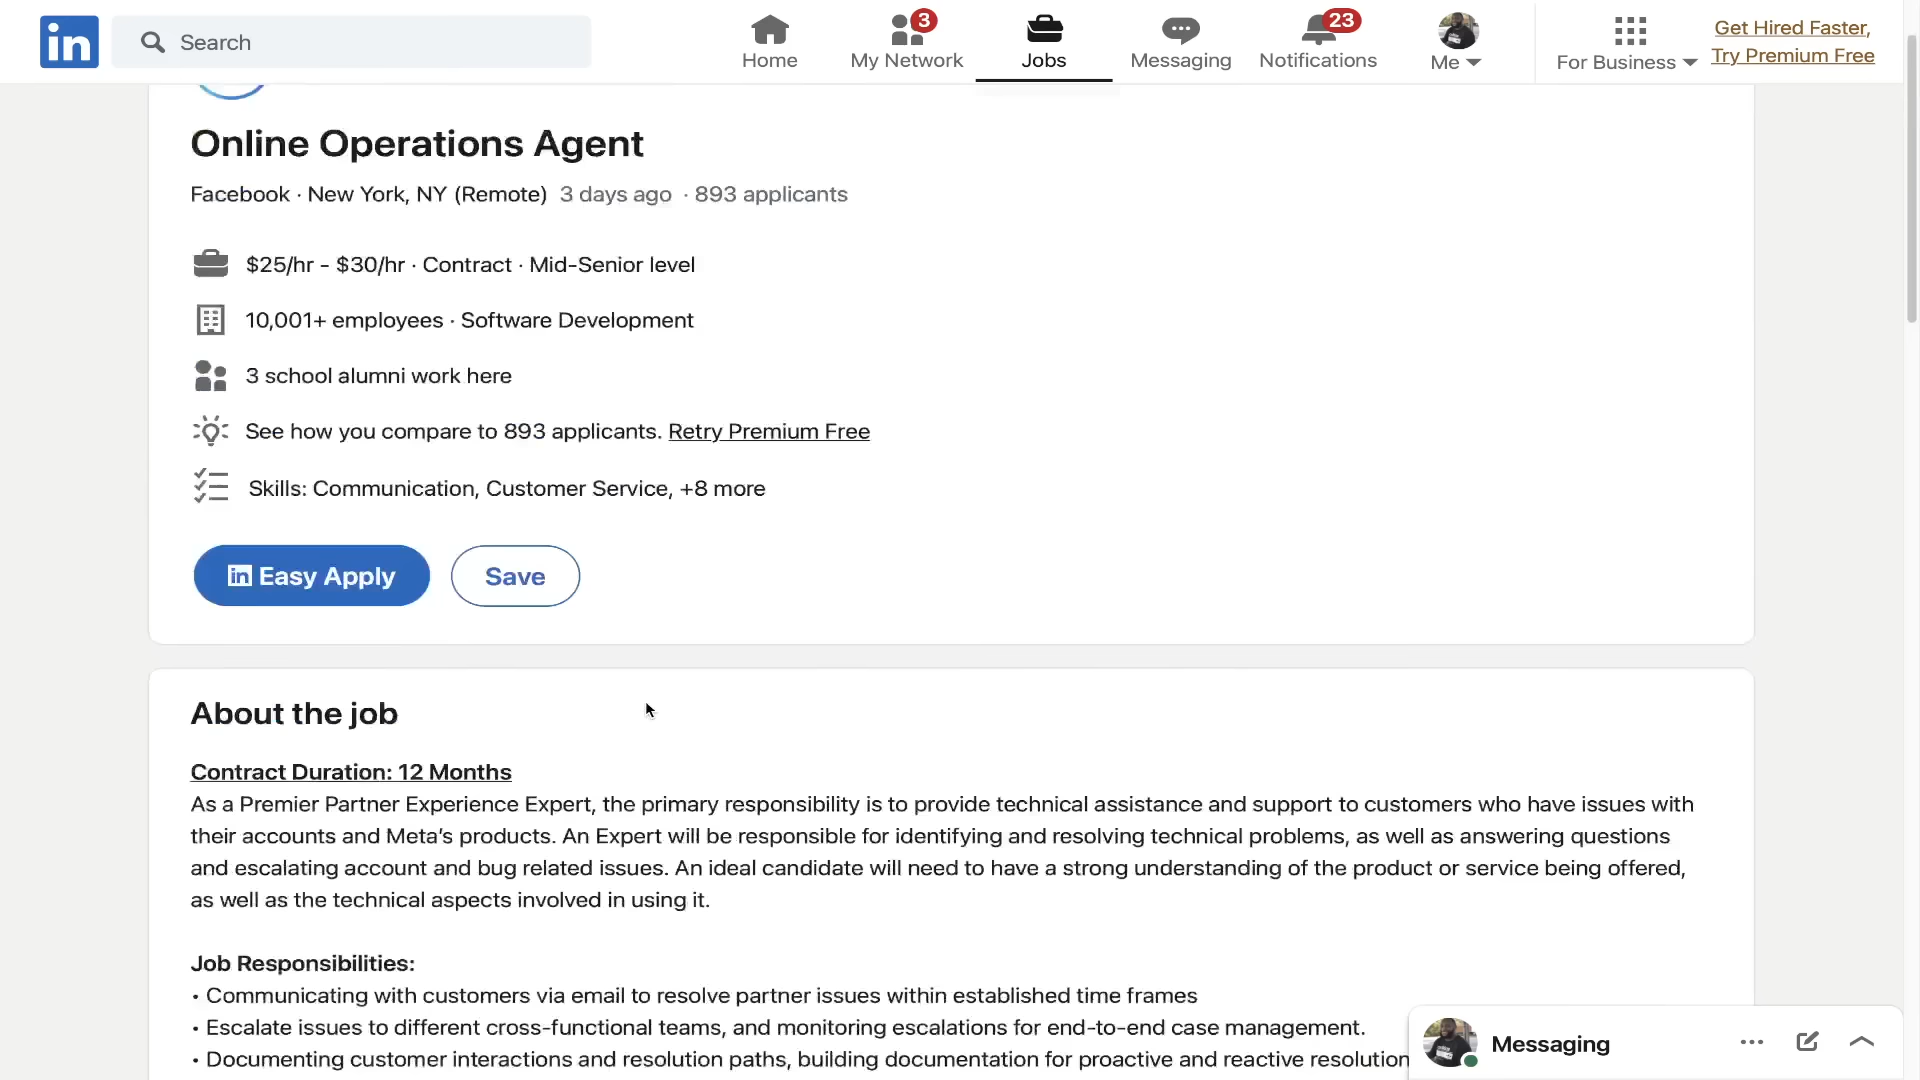 in
Search
Home
3
My Network
Jobs
Messaging
23
Notifications
Me
For Business
Get Hired Faster,
Try Premium Free
Online Operations Agent
Facebook · New York, NY (Remote) 3 days ago · 893 applicants
$25/hr - $30/hr · Contract · Mid-Senior level
10,001+ employees · Software Development
3 school alumni work here
See how you compare to 893 applicants. Retry Premium Free
Skills: Communication, Customer Service, +8 more
in Easy Apply
Save
About the job
Contract Duration: 12 Months
As a Premier Partner Experience Expert, the primary responsibility is to provide technical assistance and support to customers who have issues with
their accounts and Meta's products. An Expert will be responsible for identifying and resolving technical problems, as well as answering questions
and escalating account and bug related issues. An ideal candidate will need to have a strong understanding of the product or service being offered,
as well as the technical aspects involved in using it.
Job Responsibilities:
• Communicating with customers via email to resolve partner issues within established time frames
• Escalate issues to different cross-functional teams, and monitoring escalations for end-to-end case management.
• Documenting customer interactions and resolution paths, building documentation for proactive and reactive resolution
Messaging